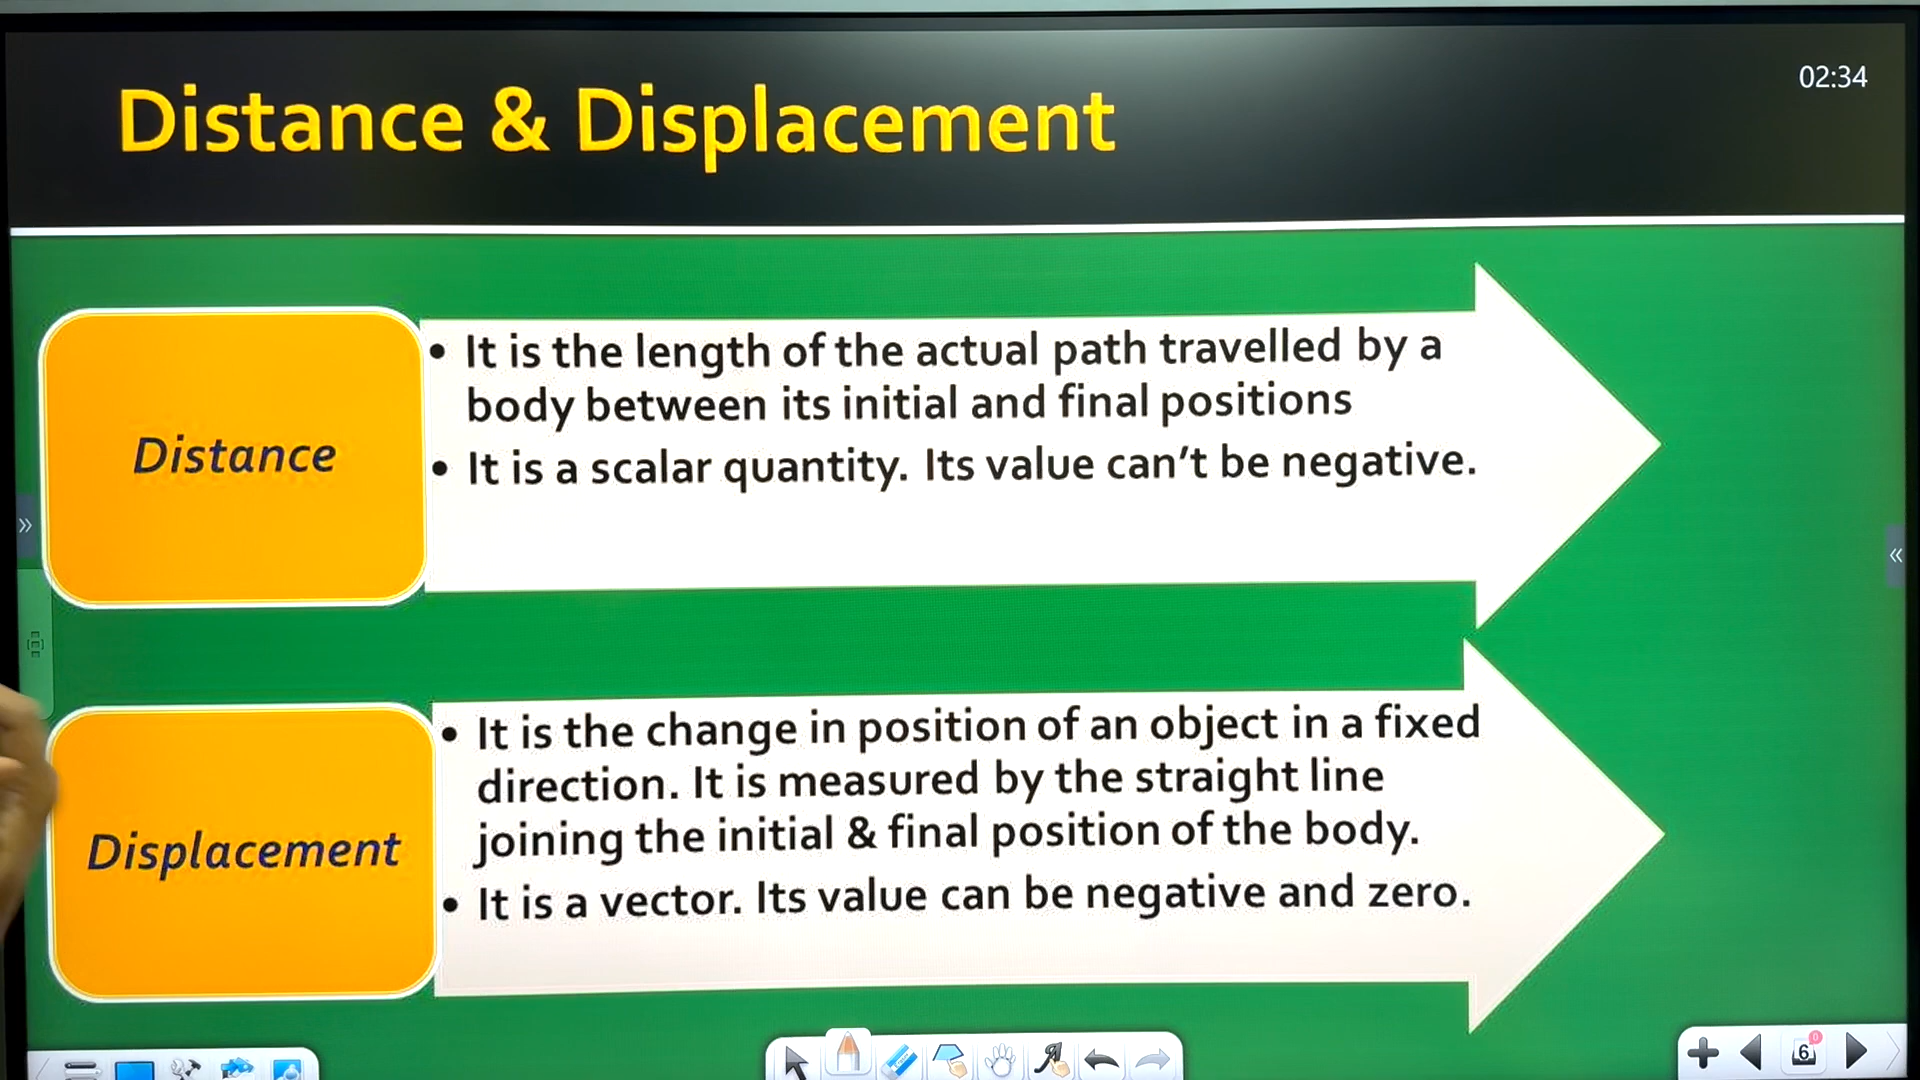 Distance & Displacement
02:34
Distance
• It is the length of the actual path travelled by a
body between its initial and final positions
• It is a scalar quantity. Its value can’t be negative.
Displacement
• It is the change in position of an object in a fixed
direction. It is measured by the straight line
joining the initial & final position of the body.
• It is a vector. Its value can be negative and zero.
6
0